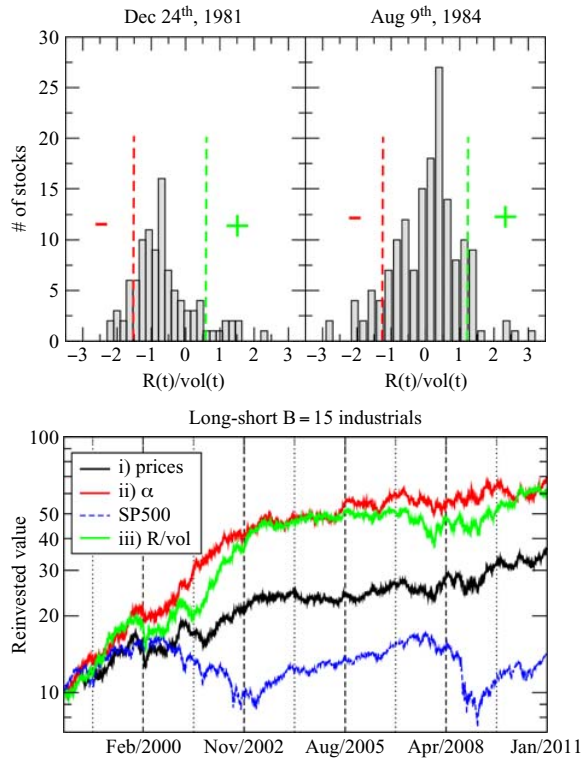 Dec 24th, 1981
Aug 9th, 1984
30
25
20
15
10
5
0
# of stocks
–
+
–
+
–3 –2 –1 0 1 2 3
–3 –2 –1 0 1 2 3
R(t)/vol(t)
R(t)/vol(t)
Long-short B = 15 industrials
100
50
40
30
20
10
Reinvested value
i) prices
ii) α
SP500
iii) R/vol
Feb/2000 Nov/2002 Aug/2005 Apr/2008 Jan/2011